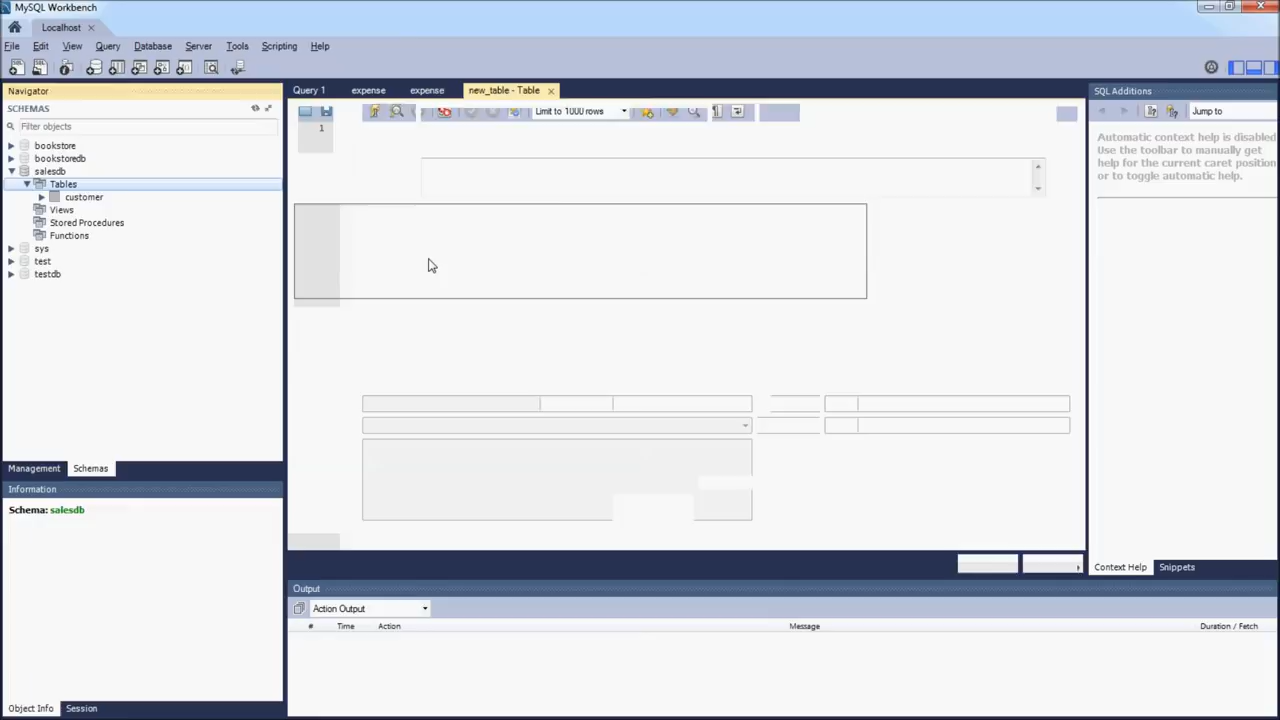 MySQL Workbench
Localhost
File Edit View Query Database Server Tools Scripting Help
Navigator
SCHEMAS
Filter objects
bookstore
bookstoredb
salesdb
Tables
customer
Views
Stored Procedures
Functions
sys
test
testdb
Management Schemas
Information
Schema: salesdb
Object Info Session
Query 1 expense expense new_table - Table
Limit to 1000 rows
1
Output
Action Output
# Time Action Message Duration / Fetch
SQL Additions
Jump to
Automatic context help is disabled
Use the toolbar to manually get
help for the current caret position
or to toggle automatic help.
Context Help Snippets